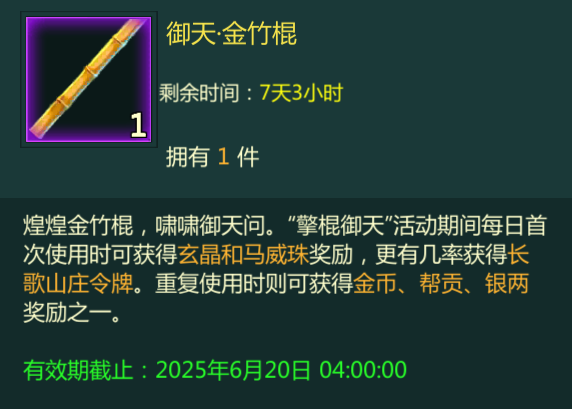 御天·金竹棍
剩余时间：7天3小时
1
拥有 1 件
煌煌金竹棍，啸啸御天问。“擎棍御天”活动期间每日首
次使用时可获得玄晶和马威珠奖励，更有几率获得长
歌山庄令牌。重复使用时则可获得金币、帮贡、银两
奖励之一。
有效期截止：2025年6月20日 04:00:00